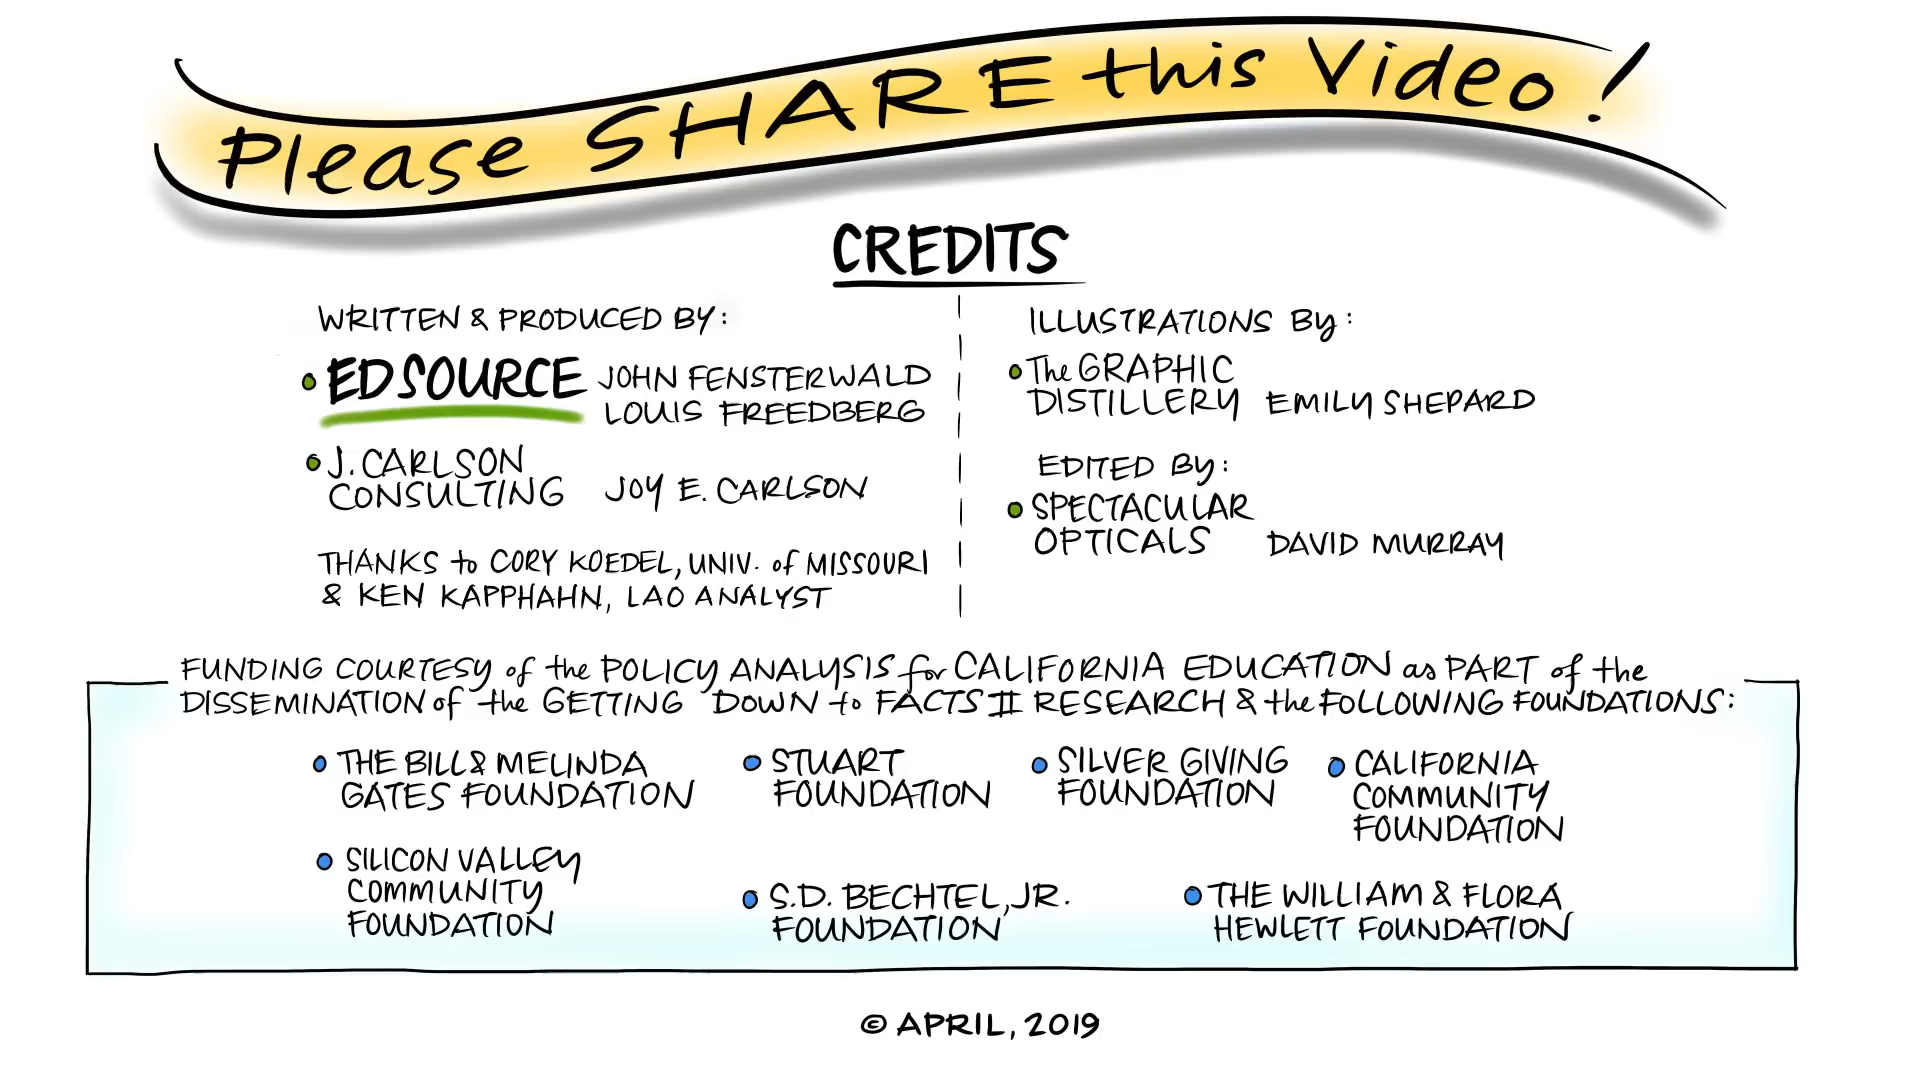 Please SHARE this Video!
CREDITS
WRITTEN & PRODUCED BY:
EDSOURCE JOHN FENSTERWALD
LOUIS FREEDBERG
J. CARLSON
CONSULTING JOY E. CARLSON
THANKS to CORY KOEDEL, UNIV. of MISSOURI
& KEN KAPPHAHN, LAO ANALYST
ILLUSTRATIONS By:
The GRAPHIC
DISTILLERY EMILY SHEPARD
EDITED By:
SPECTACULAR
OPTICALS DAVID MURRAY
FUNDING COURTESY of the POLICY ANALYSIS for CALIFORNIA EDUCATION as PART of the
DISSEMINATION of the GETTING DOWN to FACTS II RESEARCH & the FOLLOWING FOUNDATIONS:
THE BILL & MELINDA
GATES FOUNDATION
STUART
FOUNDATION
SILVER GIVING
FOUNDATION
CALIFORNIA
COMMUNITY
FOUNDATION
SILICON VALLEY
COMMUNITY
FOUNDATION
S.D. BECHTEL, JR.
FOUNDATION
THE WILLIAM & FLORA
HEWLETT FOUNDATION
© APRIL, 2019